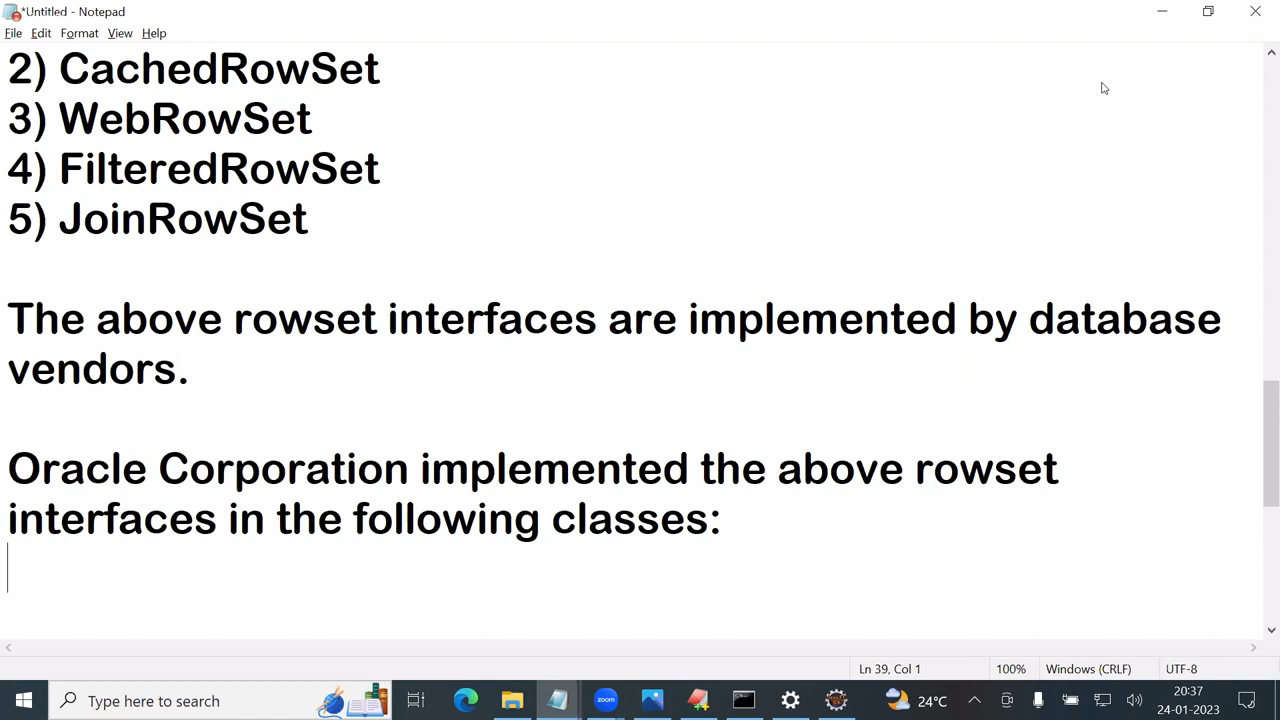 *Untitled - Notepad
File Edit Format View Help
2) CachedRowSet
3) WebRowSet
4) FilteredRowSet
5) JoinRowSet
The above rowset interfaces are implemented by database
vendors.
Oracle Corporation implemented the above rowset
interfaces in the following classes:
Ln 39, Col 1 100% Windows (CRLF) UTF-8
Type here to search zoom 24°C 20:37
24-01-2023